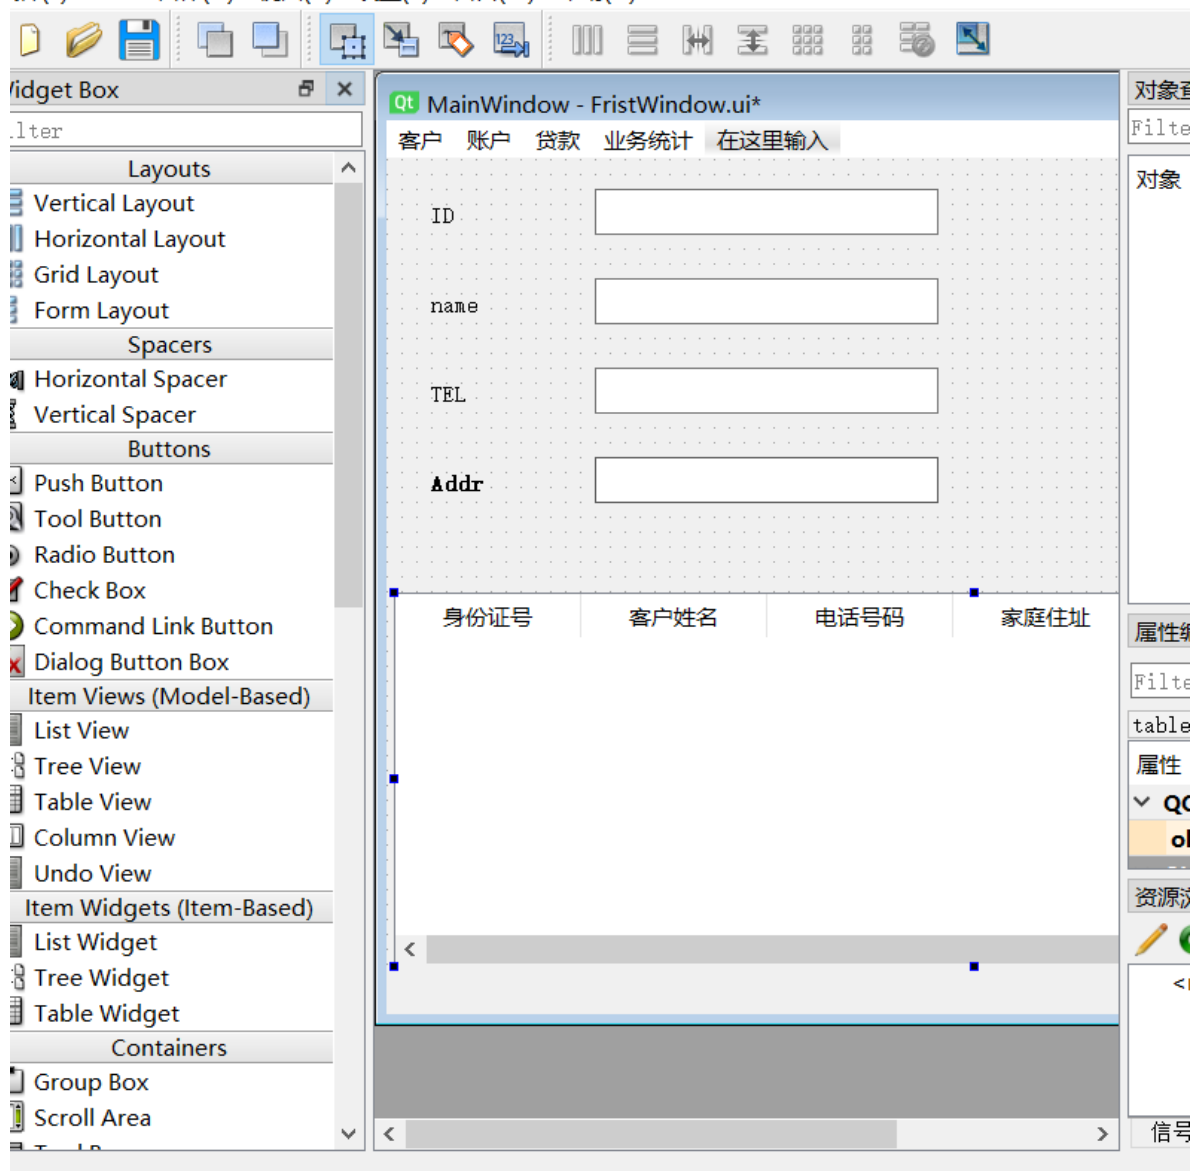 idget Box
lter
Layouts
Vertical Layout
Horizontal Layout
Grid Layout
Form Layout
Spacers
Horizontal Spacer
Vertical Spacer
Buttons
Push Button
Tool Button
Radio Button
Check Box
Command Link Button
Dialog Button Box
Item Views (Model-Based)
List View
Tree View
Table View
Column View
Undo View
Item Widgets (Item-Based)
List Widget
Tree Widget
Table Widget
Containers
Group Box
Scroll Area
Qt MainWindow - FristWindow.ui*
客户 账户 贷款 业务统计 在这里输入
ID
name
TEL
Addr
身份证号 客户姓名 电话号码 家庭住址
对象
Filte
对象
属性
Filte
table
属性
资源
信号